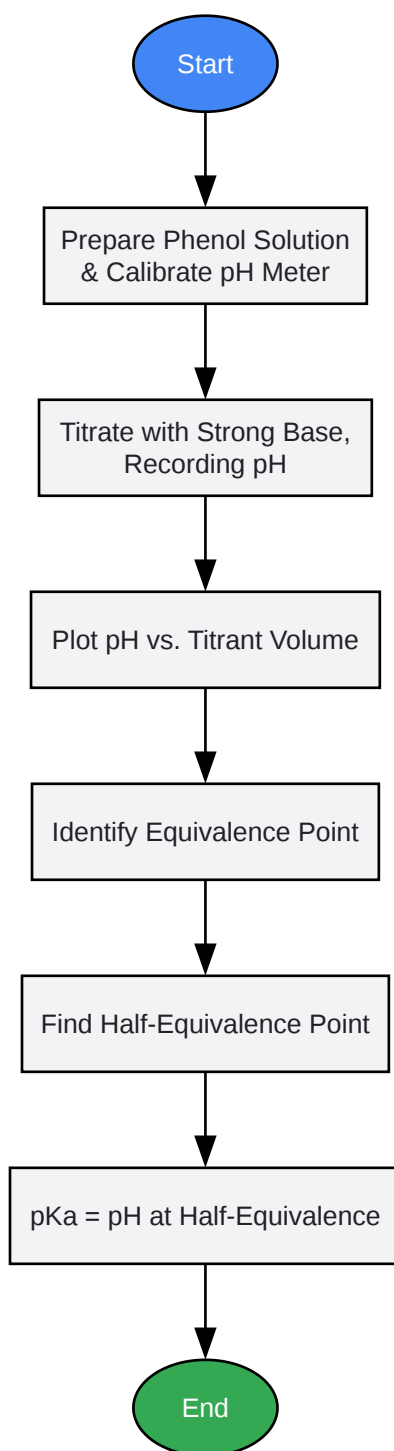 Start
Prepare Phenol Solution
& Calibrate pH Meter
Titrate with Strong Base,
Recording pH
Plot pH vs. Titrant Volume
Identify Equivalence Point
Find Half-Equivalence Point
pKa = pH at Half-Equivalence
End